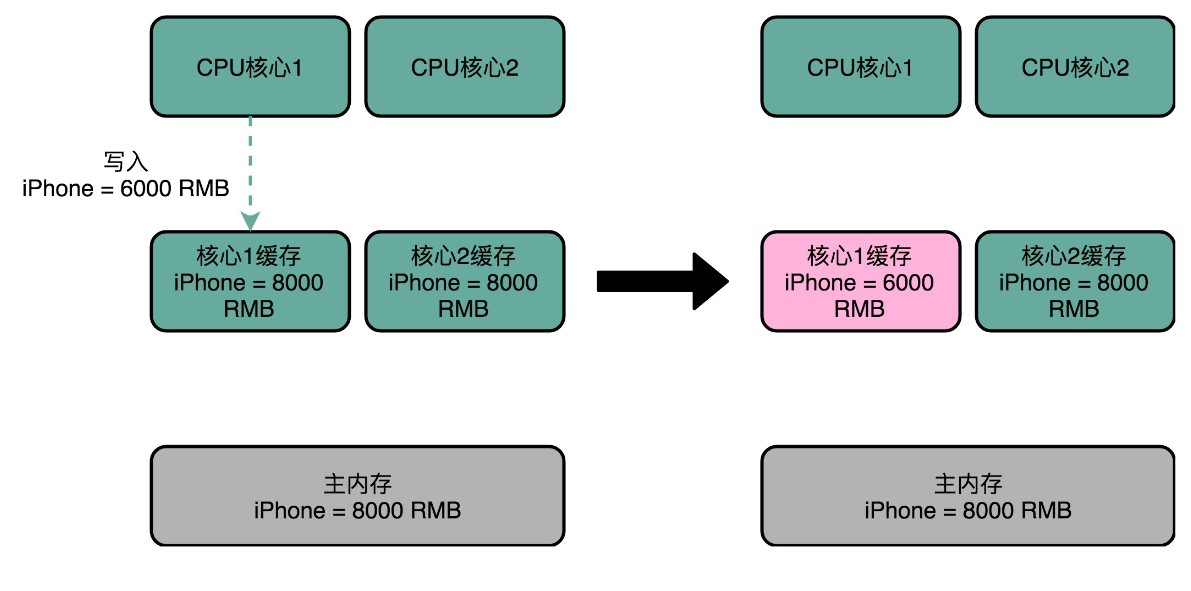 CPU核心1
CPU核心2
CPU核心1
CPU核心2
写入
iPhone = 6000 RMB
核心1缓存
iPhone = 8000
RMB
核心2缓存
iPhone = 8000
RMB
核心1缓存
iPhone = 6000
RMB
核心2缓存
iPhone = 8000
RMB
主内存
iPhone = 8000 RMB
主内存
iPhone = 8000 RMB